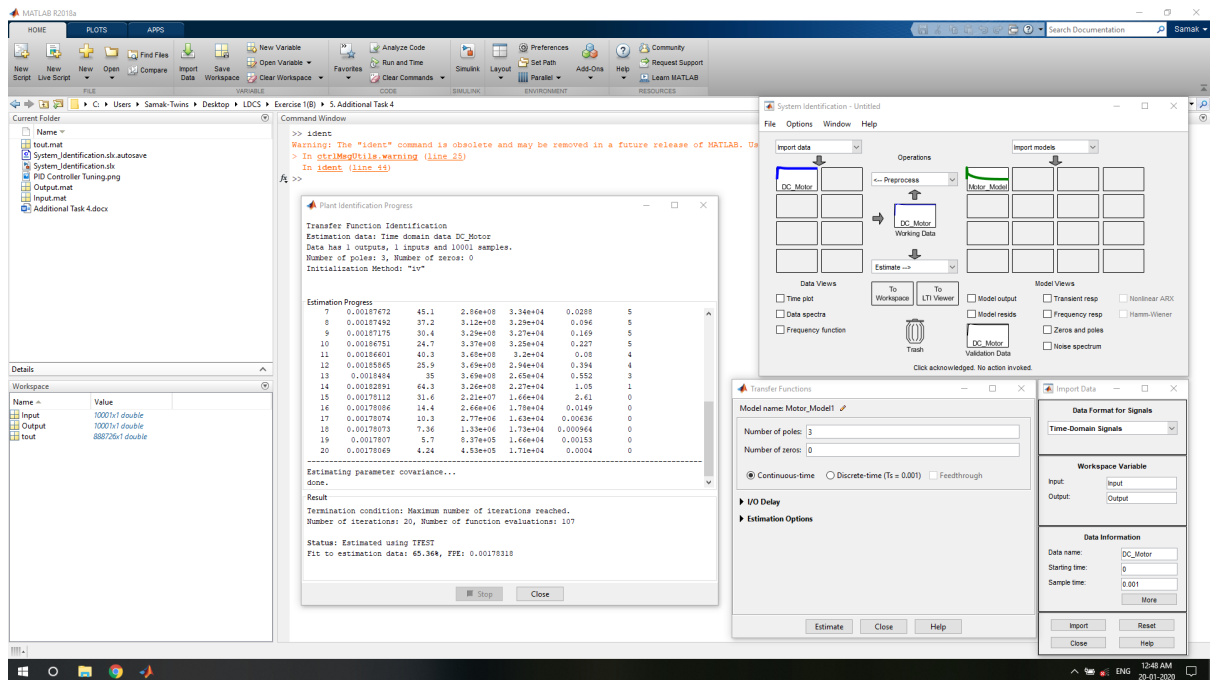 MATLAB R2018a
HOME PLOTS APPS
Search Documentation Samak
New Script
New Live Script
New
Open
Find Files
Compare
Import Data
Save Workspace
New Variable
Open Variable
Clear Workspace
Favorites
Analyze Code
Run and Time
Clear Commands
Simulink
Layout
Preferences
Set Path
Parallel
Add-Ons
Help
Community
Request Support
Learn MATLAB
FILE VARIABLE CODE SIMULINK ENVIRONMENT RESOURCES
C: Users Samak-Twins Desktop LDCS Exercise 1(B) 5. Additional Task 4
Current Folder
Name
tout.mat
System_Identification.slx.autosave
System_Identification.slx
PID Controller Tuning.png
Output.mat
Input.mat
Additional Task 4.docx
Details
Workspace
Name Value
Input 10001x1 double
Output 10001x1 double
tout 888726x1 double
Command Window
>> ident
Warning: The "ident" command is obsolete and may be removed in a future release of MATLAB. Us
> In ctrlMsgUtils.warning (line 25)
In ident (line 44)
fx >>
Plant Identification Progress
Transfer Function Identification
Estimation data: Time domain data DC_Motor
Data has 1 outputs, 1 inputs and 10001 samples.
Number of poles: 3, Number of zeros: 0
Initialization Method: "iv"
Estimation Progress
7 0.00187672 45.1 2.86e+08 3.34e+04 0.0288 5
8 0.00187492 37.2 3.12e+08 3.29e+04 0.096 5
9 0.00187175 30.4 3.29e+08 3.27e+04 0.169 5
10 0.00186751 24.7 3.37e+08 3.25e+04 0.227 5
11 0.00186601 40.3 3.68e+08 3.2e+04 0.08 4
12 0.00185865 25.9 3.69e+08 2.94e+04 0.394 4
13 0.0018484 35 3.69e+08 2.68e+04 0.552 3
14 0.00182891 64.3 3.26e+08 2.27e+04 1.05 1
15 0.00178112 31.6 2.21e+07 1.66e+04 2.61 0
16 0.00178086 14.4 2.66e+06 1.78e+04 0.0149 0
17 0.00178074 10.3 2.77e+06 1.63e+04 0.00636 0
18 0.00178073 7.36 1.33e+06 1.73e+04 0.000964 0
19 0.0017807 5.7 8.37e+05 1.66e+04 0.00153 0
20 0.00178069 4.24 4.53e+05 1.71e+04 0.0004 0
Estimating parameter covariance...
done.
Result
Termination condition: Maximum number of iterations reached.
Number of iterations: 20, Number of function evaluations: 107
Status: Estimated using TFEST
Fit to estimation data: 65.36%, FPE: 0.00178318
Stop Close
System Identification - Untitled
File Options Window Help
Import data
Operations
Import models
DC_Motor
<-- Preprocess
Motor_Model
DC_Motor
Working Data
Estimate -->
Data Views
Time plot
Data spectra
Frequency function
To Workspace
To LTI Viewer
Trash
Model Views
Model output
Model resids
Transient resp
Frequency resp
Zeros and poles
Noise spectrum
Nonlinear ARX
Hamm-Wiener
DC_Motor
Validation Data
Click acknowledged. No action invoked.
Transfer Functions
Model name: Motor_Model1
Number of poles: 3
Number of zeros: 0
Continuous-time Discrete-time (Ts = 0.001) Feedthrough
I/O Delay
Estimation Options
Estimate Close Help
Import Data
Data Format for Signals
Time-Domain Signals
Workspace Variable
Input: Input
Output: Output
Data Information
Data name: DC_Motor
Starting time: 0
Sample time: 0.001
More
Import Reset
Close Help
ENG
12:48 AM
20-01-2020